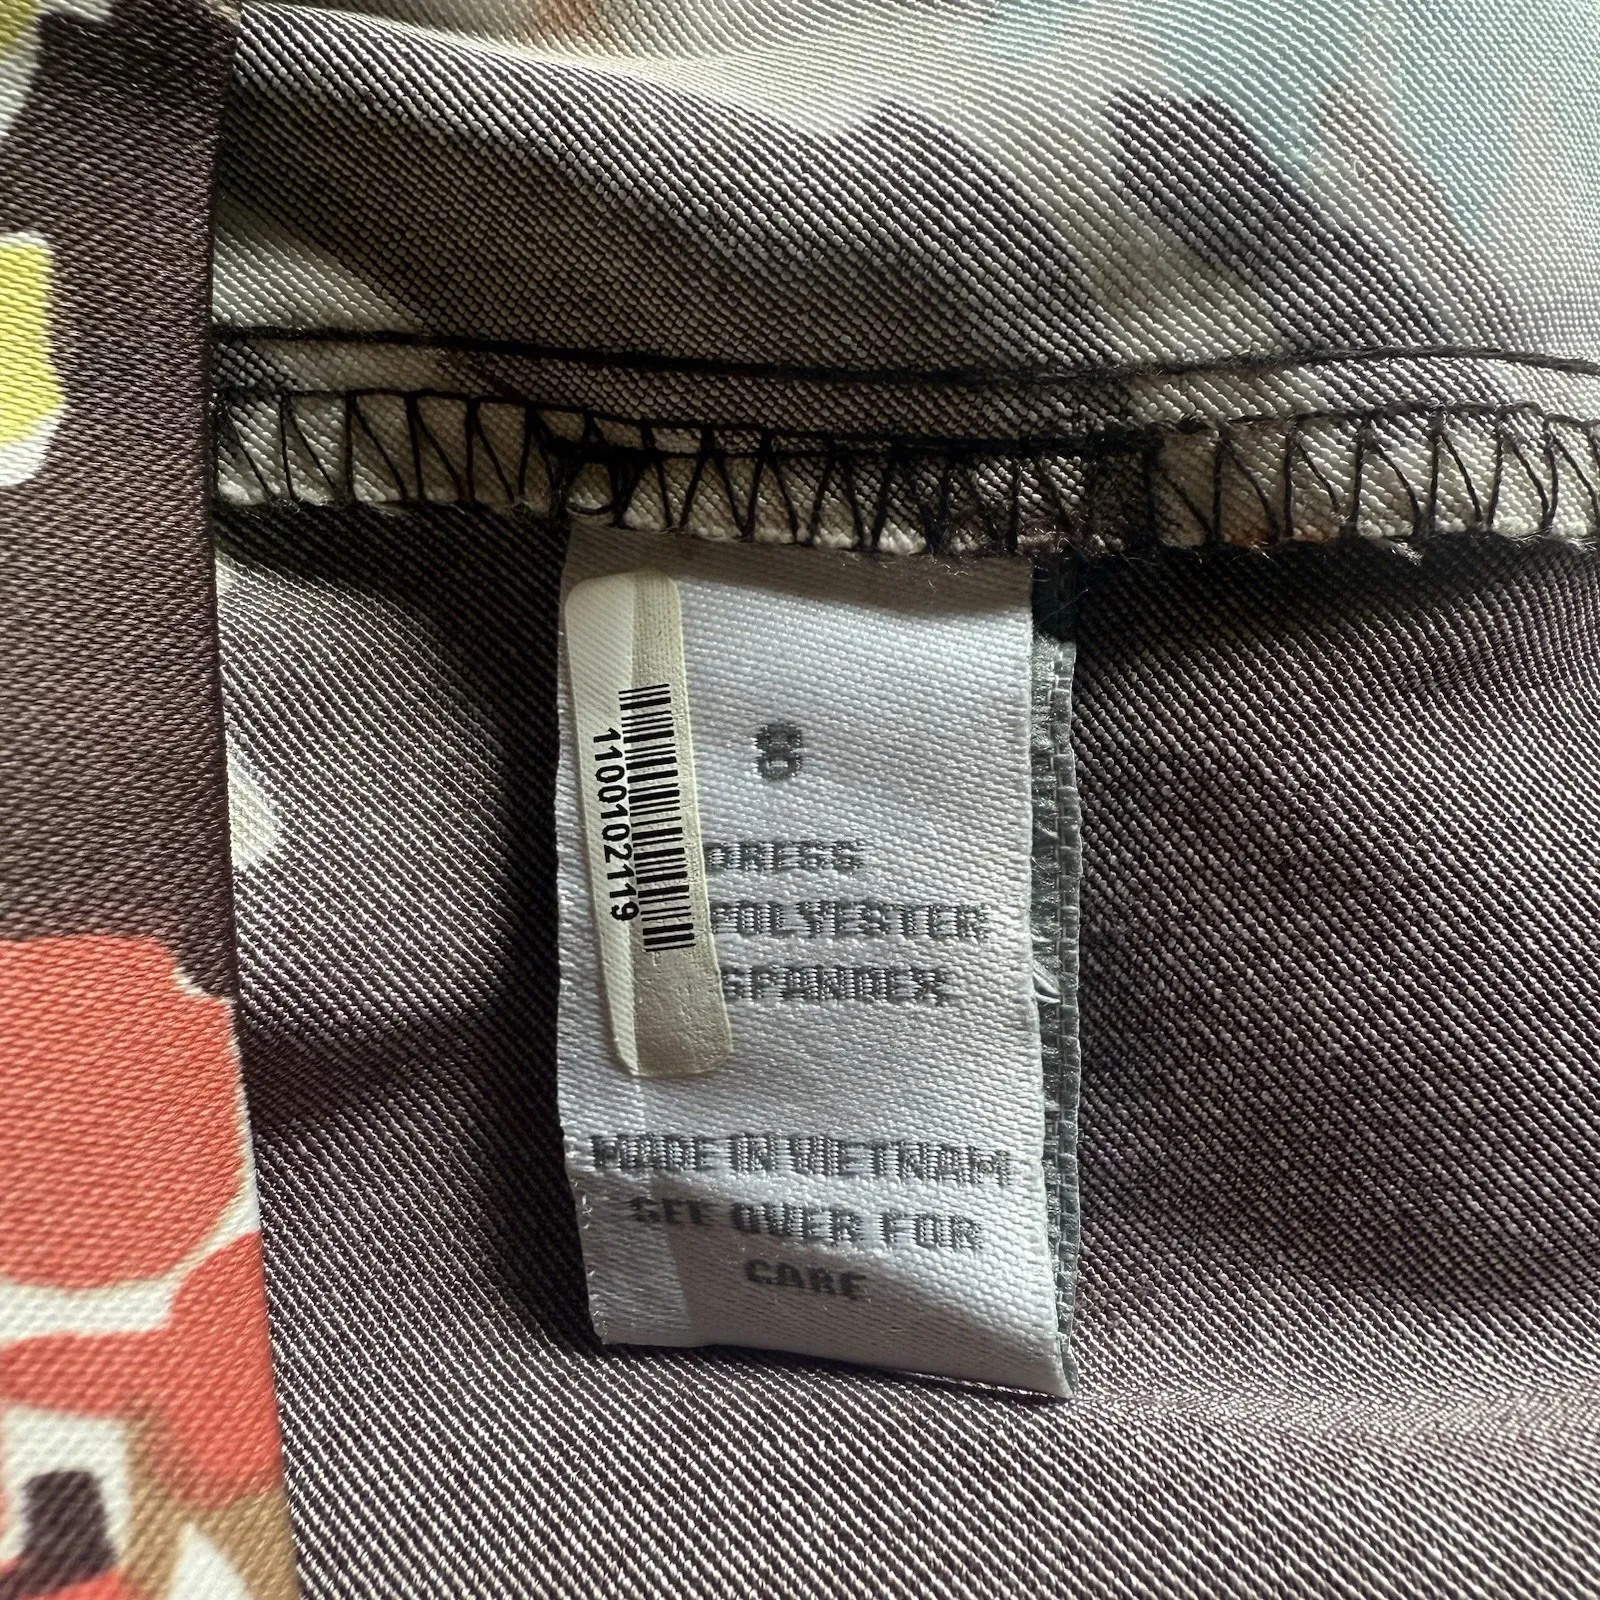 8
DRESS
POLYESTER
SPANDEX
MADE IN VIETNAM
SEE OVER FOR
CARE
1100102119